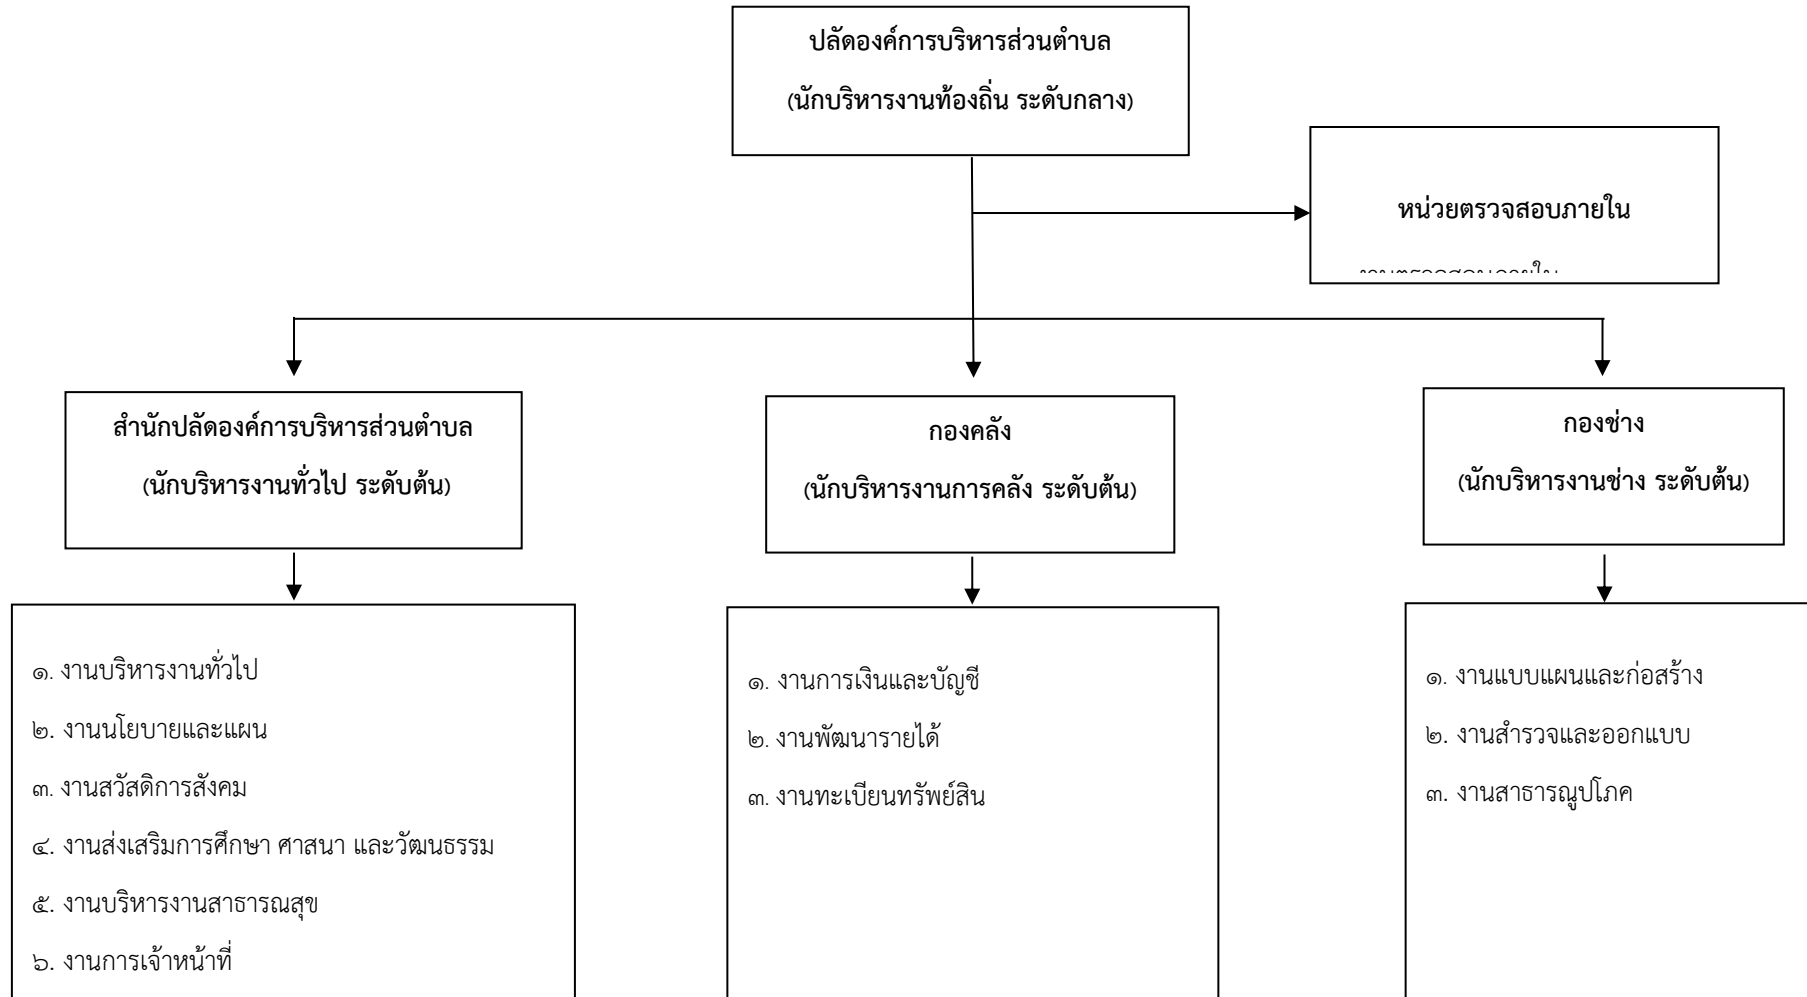 ปลัดองค์การบริหารส่วนตำบล
(นักบริหารงานท้องถิ่น ระดับกลาง)
หน่วยตรวจสอบภายใน
งานตรวจสอบภายใน
สำนักปลัดองค์การบริหารส่วนตำบล
(นักบริหารงานทั่วไป ระดับต้น)
กองคลัง
(นักบริหารงานการคลัง ระดับต้น)
กองช่าง
(นักบริหารงานช่าง ระดับต้น)
๑. งานบริหารงานทั่วไป
๒. งานนโยบายและแผน
๓. งานสวัสดิการสังคม
๔. งานส่งเสริมการศึกษา ศาสนา และวัฒนธรรม
๕. งานบริหารงานสาธารณสุข
๖. งานการเจ้าหน้าที่
๑. งานการเงินและบัญชี
๒. งานพัฒนารายได้
๓. งานทะเบียนทรัพย์สิน
๑. งานแบบแผนและก่อสร้าง
๒. งานสำรวจและออกแบบ
๓. งานสาธารณูปโภค